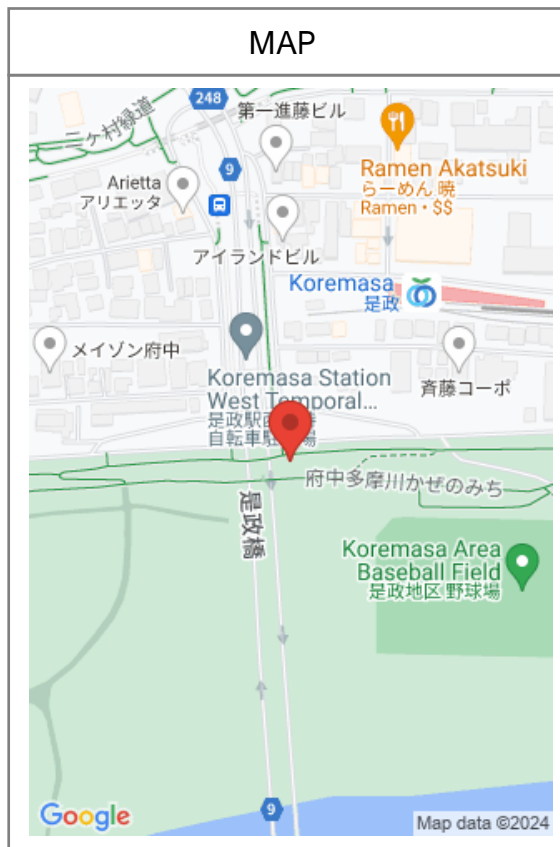 MAP
248
第一進藤ビル
二ヶ村緑道
9
Ramen Akatsuki
らーめん 暁
Ramen・$$
Arietta
アリエッタ
アイランドビル
Koremasa
是政
メイゾン府中
Koremasa Station
West Temporal...
自転車駐
場
斉藤コーポ
府中多摩川かぜのみち
是政橋
Koremasa Area
Baseball Field
是政地区 野球場
9
Google
Map data ©2024